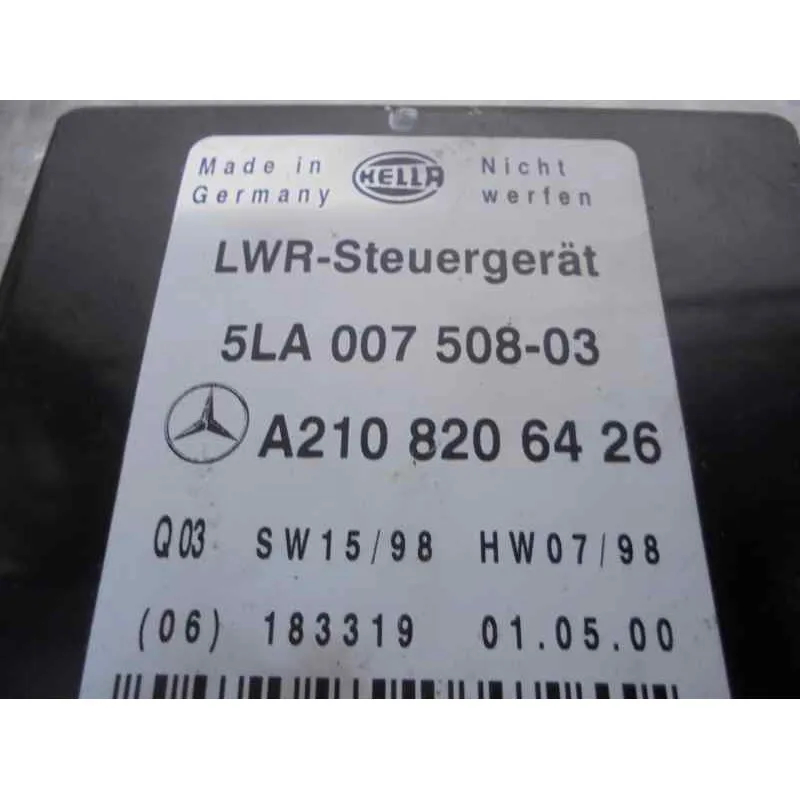 Made in Germany HELLA Nicht werfen
LWR-Steuergerät
5LA 007 508-03
A210 820 64 26
Q03 SW15/98 HW07/98
(06) 183319 01.05.00